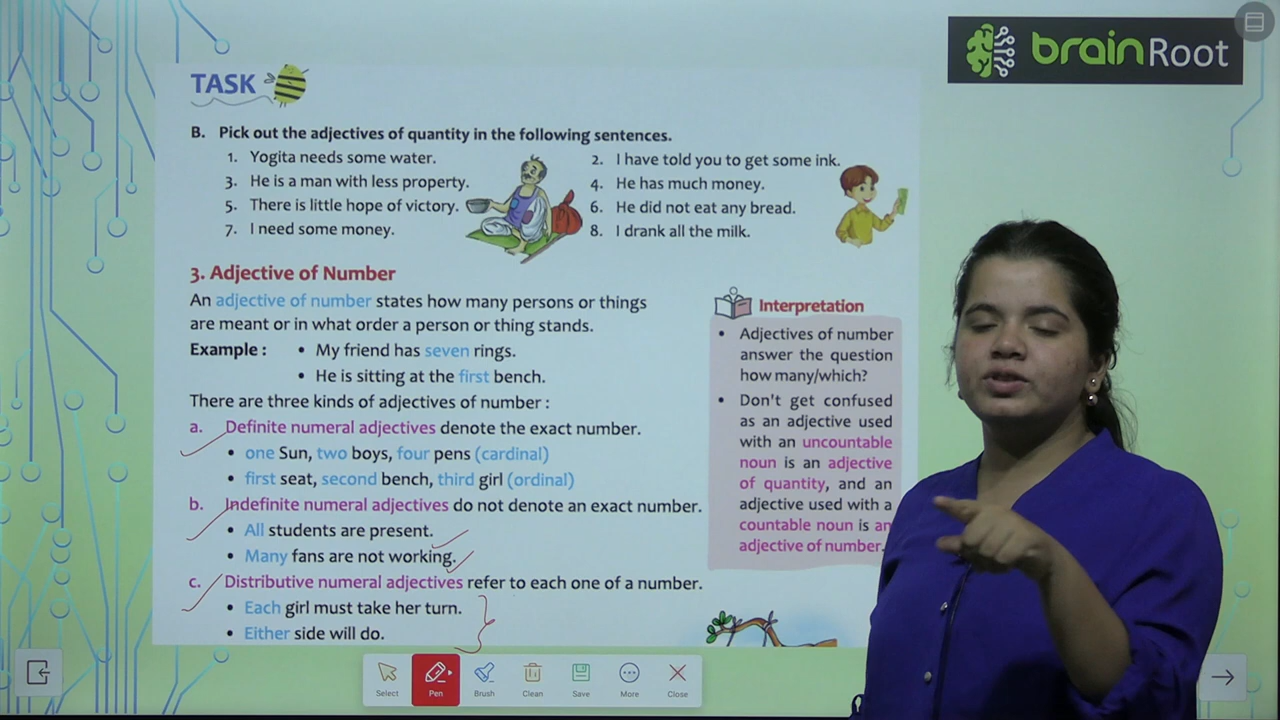 brainRoot
TASK
B. Pick out the adjectives of quantity in the following sentences.
1. Yogita needs some water.
2. I have told you to get some ink.
3. He is a man with less property.
4. He has much money.
5. There is little hope of victory.
6. He did not eat any bread.
7. I need some money.
8. I drank all the milk.
3. Adjective of Number
An adjective of number states how many persons or things
are meant or in what order a person or thing stands.
Example : • My friend has seven rings.
• He is sitting at the first bench.
There are three kinds of adjectives of number :
a. Definite numeral adjectives denote the exact number.
• one Sun, two boys, four pens (cardinal)
• first seat, second bench, third girl (ordinal)
b. Indefinite numeral adjectives do not denote an exact number.
• All students are present.
• Many fans are not working.
c. Distributive numeral adjectives refer to each one of a number.
• Each girl must take her turn.
• Either side will do.
Interpretation
• Adjectives of number
answer the question
how many/which?
• Don't get confused
as an adjective used
with an uncountable
noun is an adjective
of quantity, and an
adjective used with a
countable noun is an
adjective of number.
Select
Pen
Brush
Clean
Save
More
Close